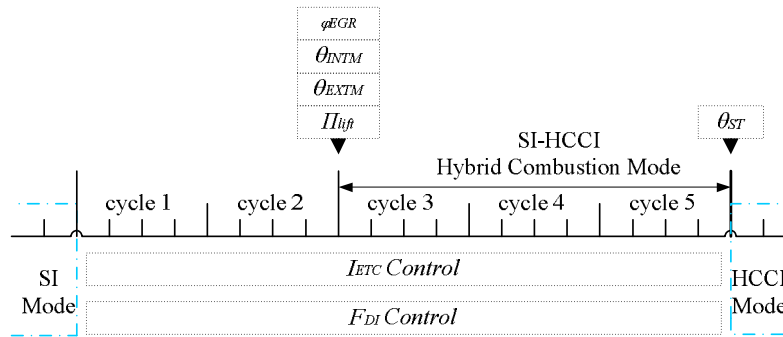 φEGR
θINTM
θEXTM
Πlift
θST
SI-HCCI
Hybrid Combustion Mode
cycle 1 cycle 2 cycle 3 cycle 4 cycle 5
IETC Control
SI
Mode
HCCI
Mode
FDI Control